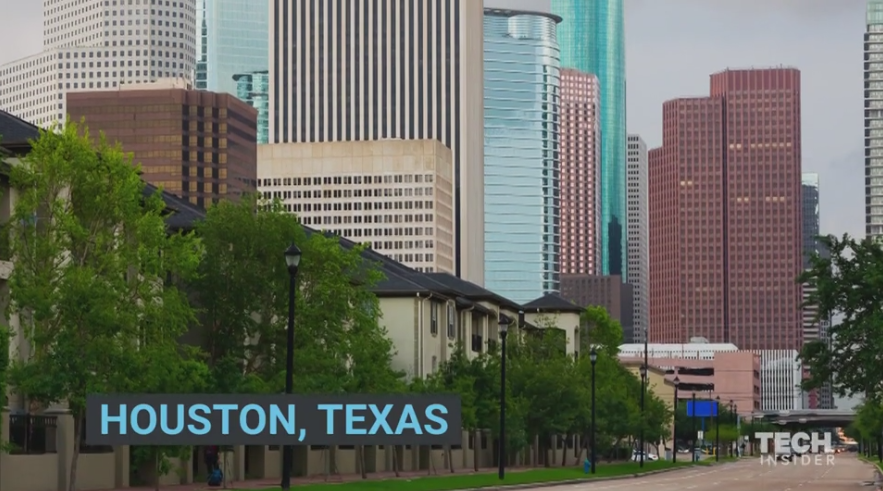 HOUSTON, TEXAS
TECH
INSIDER